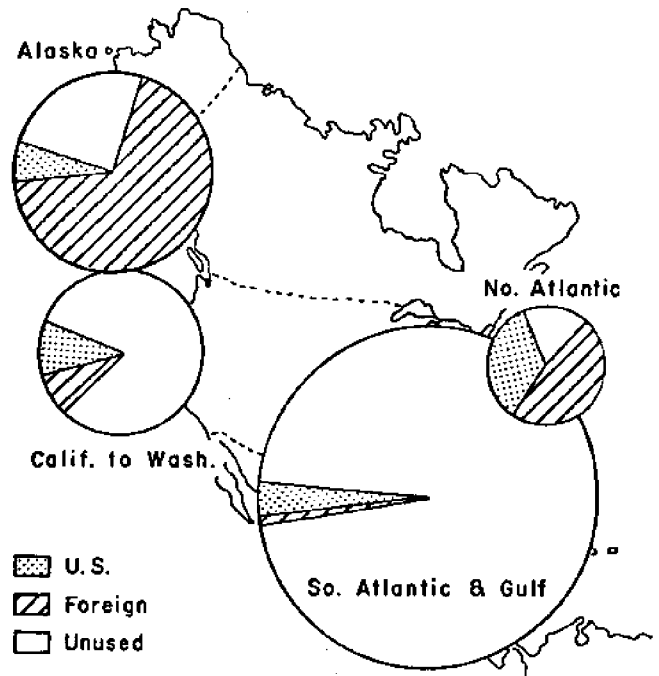 Alaska
No. Atlantic
Calif. to Wash.
So. Atlantic & Gulf
U.S.
Foreign
Unused